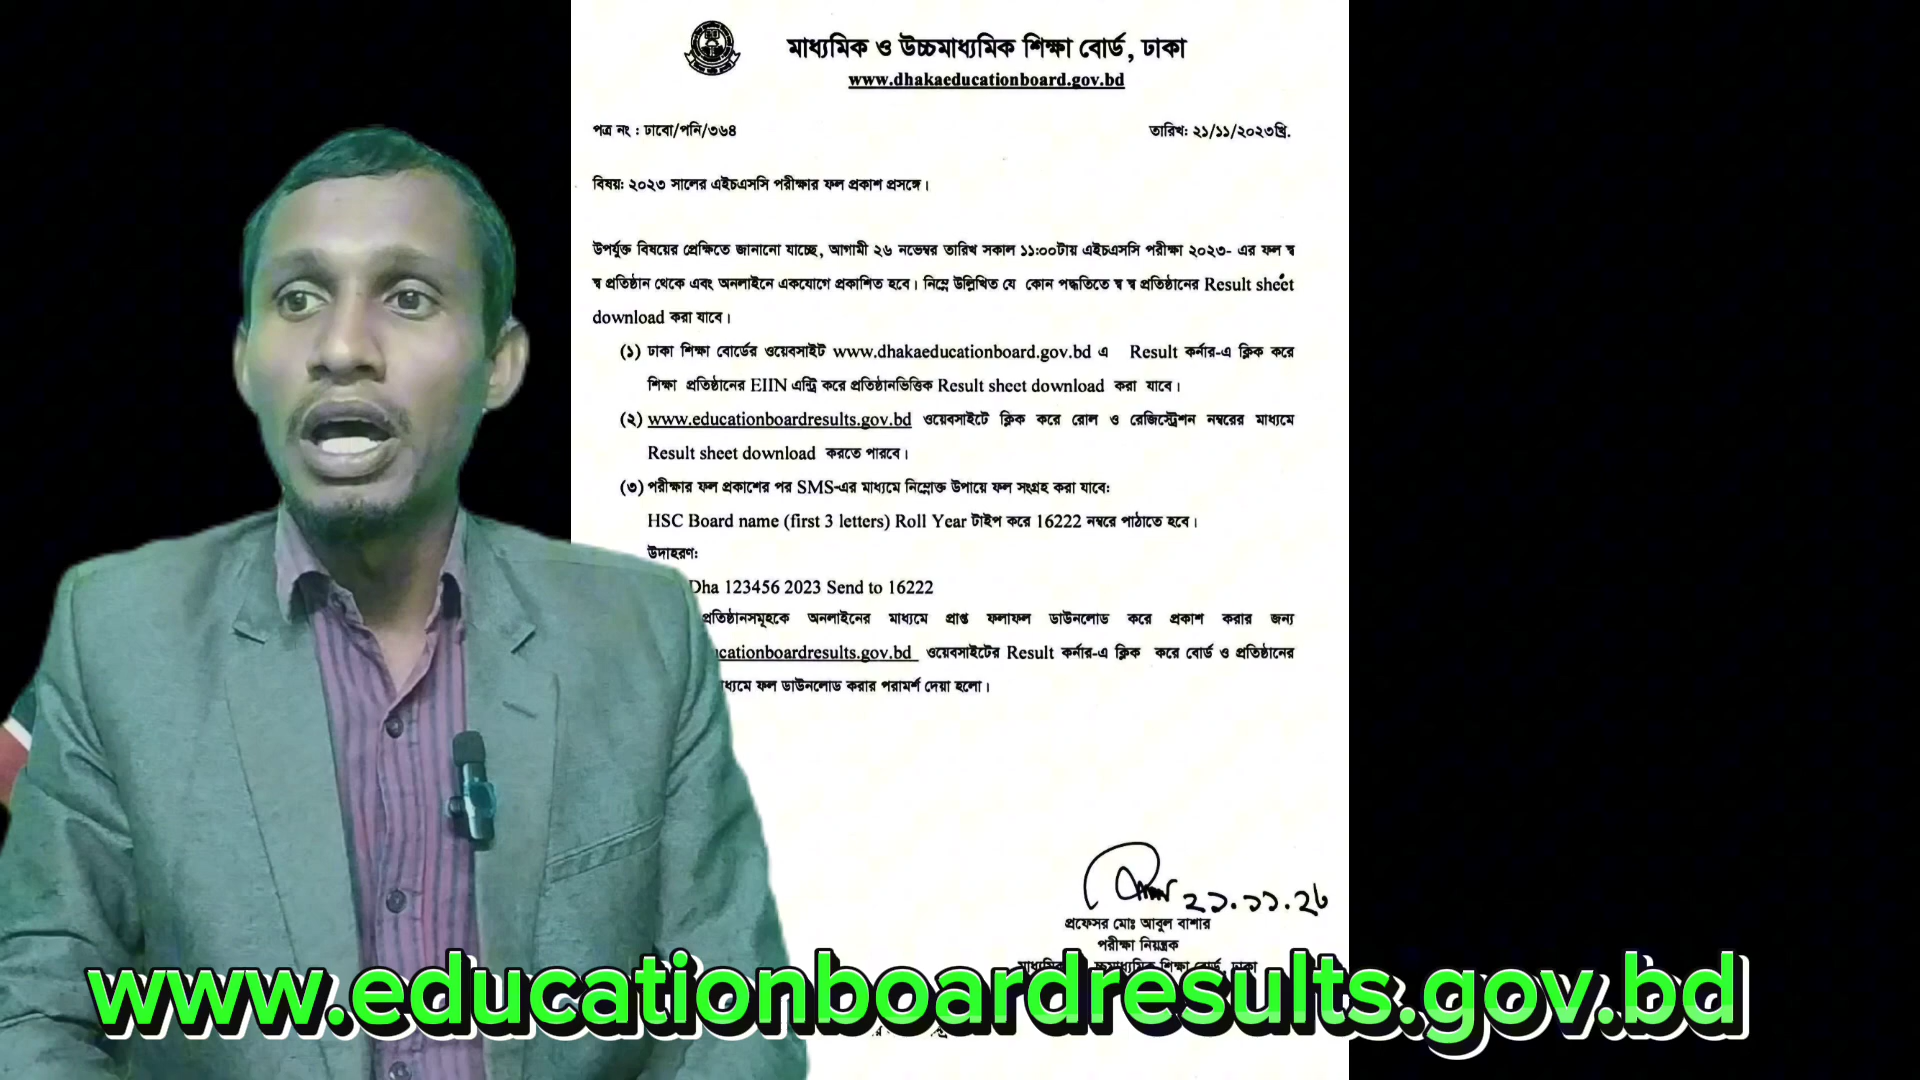 মাধ্যমিক ও উচ্চমাধ্যমিক শিক্ষা বোর্ড, ঢাকা
www.dhakaeducationboard.gov.bd
পত্র নং : ঢাবো/পনি/৩৬৪
তারিখ: ২১/১১/২০২৩খ্রি.
বিষয়: ২০২৩ সালের এইচএসসি পরীক্ষার ফল প্রকাশ প্রসঙ্গে।
উপর্যুক্ত বিষয়ের প্রেক্ষিতে জানানো যাচ্ছে, আগামী ২৬ নভেম্বর তারিখ সকাল ১১:০০টায় এইচএসসি পরীক্ষা ২০২৩- এর ফল স্ব
স্ব প্রতিষ্ঠান থেকে এবং অনলাইনে একযোগে প্রকাশিত হবে। নিম্নে উল্লিখিত যে কোন পদ্ধতিতে স্ব স্ব প্রতিষ্ঠানের Result sheet
download করা যাবে।
(১) ঢাকা শিক্ষা বোর্ডের ওয়েবসাইট www.dhakaeducationboard.gov.bd এ Result কর্নার-এ ক্লিক করে
শিক্ষা প্রতিষ্ঠানের EIIN এন্ট্রি করে প্রতিষ্ঠানভিত্তিক Result sheet download করা যাবে।
(২) www.educationboardresults.gov.bd ওয়েবসাইটে ক্লিক করে রোল ও রেজিস্ট্রেশন নম্বরের মাধ্যমে
Result sheet download করতে পারবে।
(৩) পরীক্ষার ফল প্রকাশের পর SMS-এর মাধ্যমে নিম্নোক্ত উপায়ে ফল সংগ্রহ করা যাবে:
HSC Board name (first 3 letters) Roll Year টাইপ করে 16222 নম্বরে পাঠাতে হবে।
উদাহরণ:
Dha 123456 2023 Send to 16222
প্রতিষ্ঠানসমূহকে অনলাইনের মাধ্যমে প্রাপ্ত ফলাফল ডাউনলোড করে প্রকাশ করার জন্য
cationboardresults.gov.bd ওয়েবসাইটের Result কর্নার-এ ক্লিক করে বোর্ড ও প্রতিষ্ঠানের
ফল ডাউনলোড করার পরামর্শ দেয়া হলো।
২১.১১.২৩
প্রফেসর মোঃ আবুল বাশার
পরীক্ষা নিয়ন্ত্রক
শিক্ষা বোর্ড, ঢাকা
www.educationboardresults.gov.bd